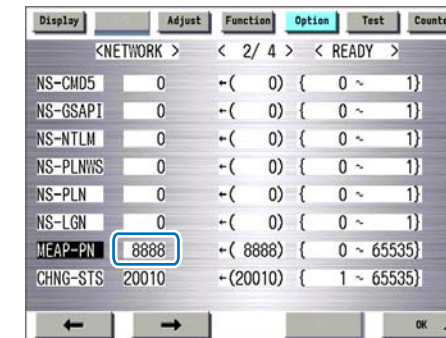 Display Adjust Function Option Test Counte
<NETWORK > < 2/ 4 > < READY >
NS-CMD5 0 ←( 0) { 0 ~ 1}
NS-GSAPI 0 ←( 0) { 0 ~ 1}
NS-NTLM 0 ←( 0) { 0 ~ 1}
NS-PLNWS 0 ←( 0) { 0 ~ 1}
NS-PLN 0 ←( 0) { 0 ~ 1}
NS-LGN 0 ←( 0) { 0 ~ 1}
MEAP-PN 8888 ←( 8888) { 0 ~ 65535}
CHNG-STS 20010 ←(20010) { 1 ~ 65535}
← → OK